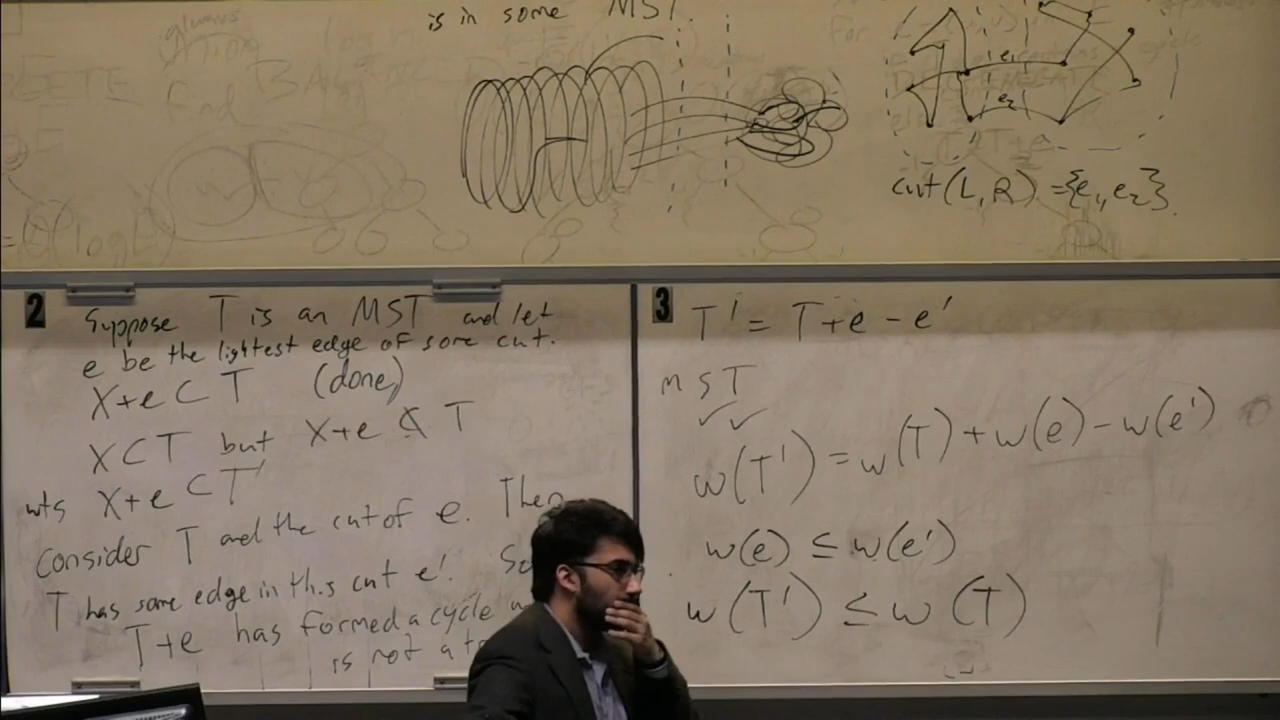 is in some MST.
e1
e2
cut(L,R) = {e1, e2}.
2
Suppose T is an MST and let
e be the lightest edge of some cut.
X+e ⊂ T (done)
X ⊂ T but X+e ⊄ T
wts X+e ⊂ T'
Consider T and the cut of e. Then
T has some edge in this cut e'. So
T+e has formed a cycle
is not a
3
T' = T+e - e'
MST
✓✓
w(T') = w(T) + w(e) - w(e')
w(e) ≤ w(e')
w(T') ≤ w(T)